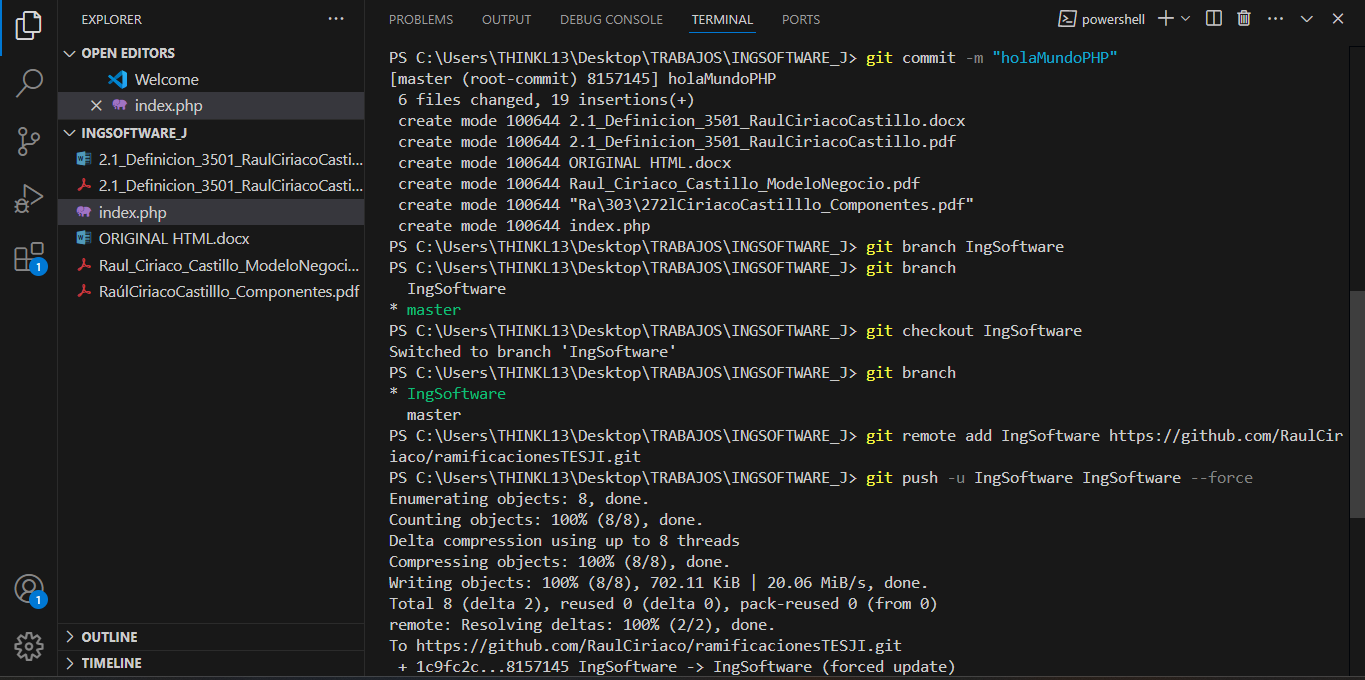 EXPLORER
OPEN EDITORS
Welcome
index.php
INGSOFTWARE_J
2.1_Definicion_3501_RaulCiriacoCasti...
2.1_Definicion_3501_RaulCiriacoCasti...
index.php
ORIGINAL HTML.docx
Raul_Ciriaco_Castillo_ModeloNegoci...
RaúlCiriacoCastilllo_Componentes.pdf
OUTLINE
TIMELINE
1
1
PROBLEMS OUTPUT DEBUG CONSOLE TERMINAL PORTS
powershell
PS C:\Users\THINKL13\Desktop\TRABAJOS\INGSOFTWARE_J> git commit -m "holaMundoPHP"
[master (root-commit) 8157145] holaMundoPHP
6 files changed, 19 insertions(+)
create mode 100644 2.1_Definicion_3501_RaulCiriacoCastillo.docx
create mode 100644 2.1_Definicion_3501_RaulCiriacoCastillo.pdf
create mode 100644 ORIGINAL HTML.docx
create mode 100644 Raul_Ciriaco_Castillo_ModeloNegocio.pdf
create mode 100644 "Ra\303\272lCiriacoCastilllo_Componentes.pdf"
create mode 100644 index.php
PS C:\Users\THINKL13\Desktop\TRABAJOS\INGSOFTWARE_J> git branch IngSoftware
PS C:\Users\THINKL13\Desktop\TRABAJOS\INGSOFTWARE_J> git branch
IngSoftware
* master
PS C:\Users\THINKL13\Desktop\TRABAJOS\INGSOFTWARE_J> git checkout IngSoftware
Switched to branch 'IngSoftware'
PS C:\Users\THINKL13\Desktop\TRABAJOS\INGSOFTWARE_J> git branch
* IngSoftware
master
PS C:\Users\THINKL13\Desktop\TRABAJOS\INGSOFTWARE_J> git remote add IngSoftware https://github.com/RaulCir
iaco/ramificacionesTESJI.git
PS C:\Users\THINKL13\Desktop\TRABAJOS\INGSOFTWARE_J> git push -u IngSoftware IngSoftware --force
Enumerating objects: 8, done.
Counting objects: 100% (8/8), done.
Delta compression using up to 8 threads
Compressing objects: 100% (8/8), done.
Writing objects: 100% (8/8), 702.11 KiB | 20.06 MiB/s, done.
Total 8 (delta 2), reused 0 (delta 0), pack-reused 0 (from 0)
remote: Resolving deltas: 100% (2/2), done.
To https://github.com/RaulCiriaco/ramificacionesTESJI.git
+ 1c9fc2c...8157145 IngSoftware -> IngSoftware (forced update)